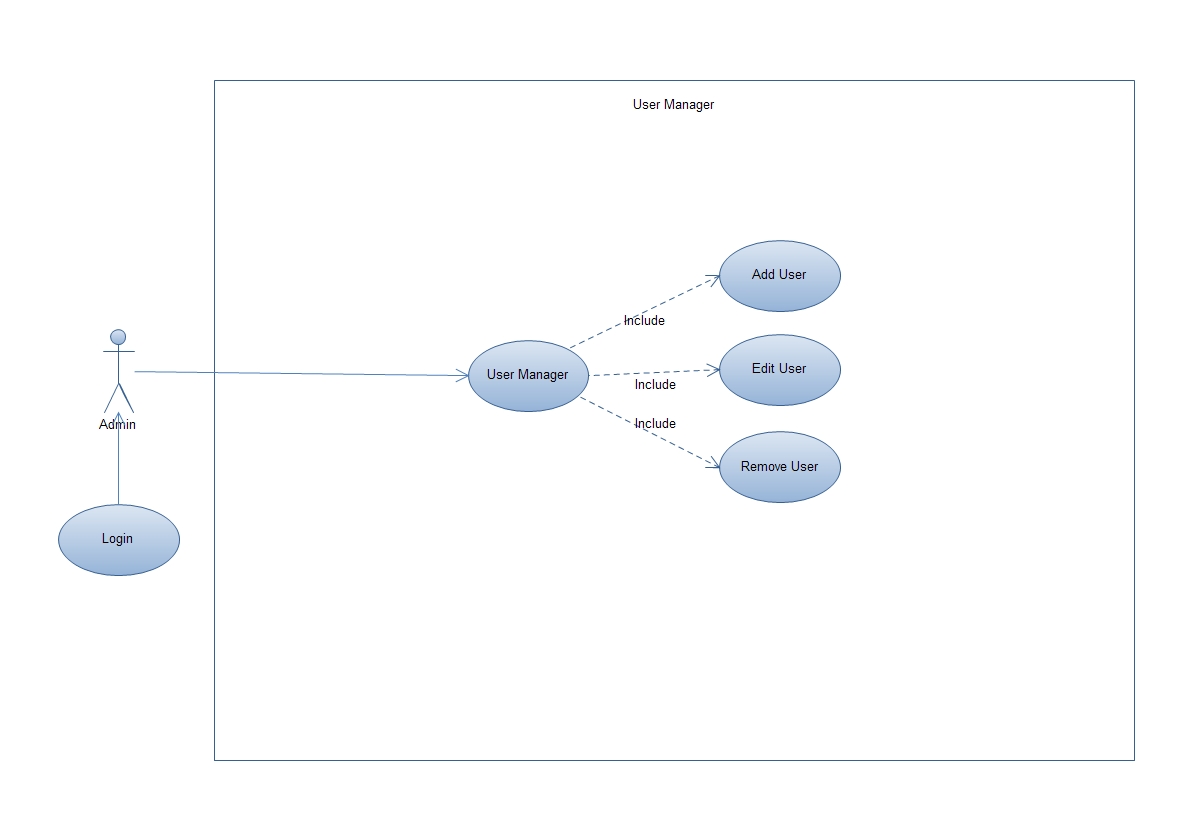 User Manager
Add User
Include
Edit User
User Manager
Include
Include
Admin
Remove User
Login